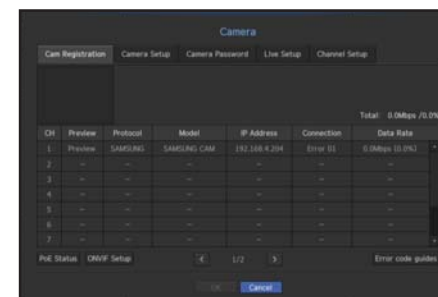 Camera
Cam Registration Camera Setup Camera Password Live Setup Channel Setup
Total: 0.0Mbps /0.0%
CH Preview Protocol Model IP Address Connection Data Rate
1 Preview SAMSUNG SAMSUNG CAM 192.168.4.204 Error 01 0.0Mbps (0.0%)
2 -- -- -- -- -- --
3 -- -- -- -- -- --
4 -- -- -- -- -- --
5 -- -- -- -- -- --
6 -- -- -- -- -- --
7 -- -- -- -- -- --
PoE Status ONVIF Setup < 1/2 > Error code guides
OK Cancel